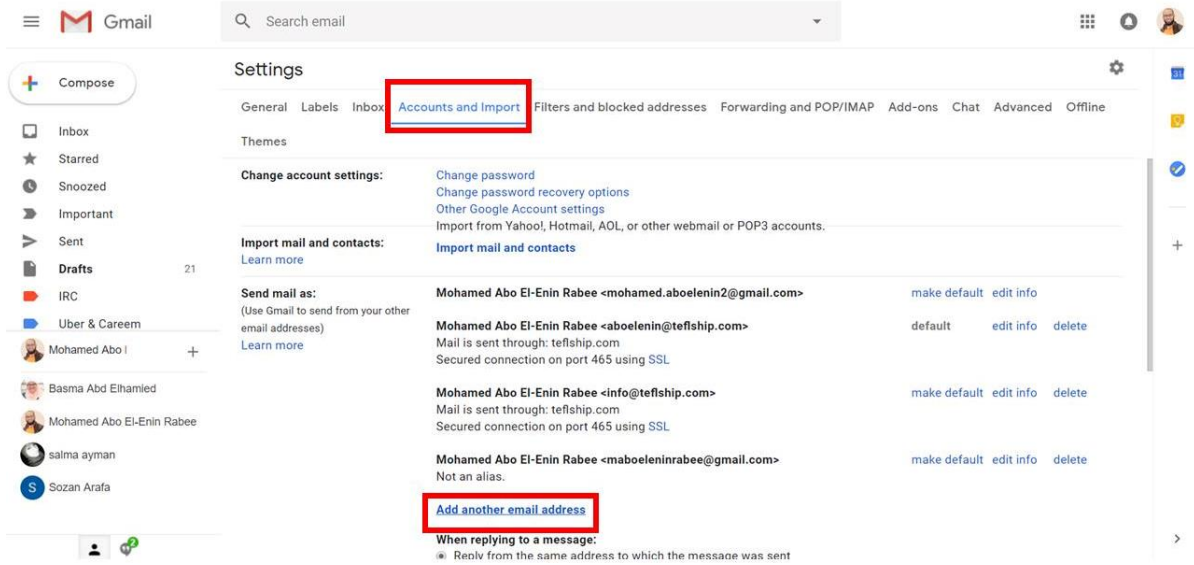 Gmail
Search email
Compose
Inbox
Starred
Snoozed
Important
Sent
Drafts 21
IRC
Uber & Careem
Mohamed Abo
Basma Abd Elhamied
Mohamed Abo El-Enin Rabee
salma ayman
S Sozan Arafa
2
Settings
General Labels Inbox Accounts and Import Filters and blocked addresses Forwarding and POP/IMAP Add-ons Chat Advanced Offline
Themes
Change account settings:
Change password
Change password recovery options
Other Google Account settings
Import from Yahoo!, Hotmail, AOL, or other webmail or POP3 accounts.
Import mail and contacts:
Learn more
Import mail and contacts
Send mail as:
(Use Gmail to send from your other
email addresses)
Learn more
Mohamed Abo El-Enin Rabee <mohamed.aboelenin2@gmail.com> make default edit info
Mohamed Abo El-Enin Rabee <aboelenin@teflship.com> default edit info delete
Mail is sent through: teflship.com
Secured connection on port 465 using SSL
Mohamed Abo El-Enin Rabee <info@teflship.com> make default edit info delete
Mail is sent through: teflship.com
Secured connection on port 465 using SSL
Mohamed Abo El-Enin Rabee <maboeleninrabee@gmail.com> make default edit info delete
Not an alias.
Add another email address
When replying to a message:
Reply from the same address to which the message was sent
31